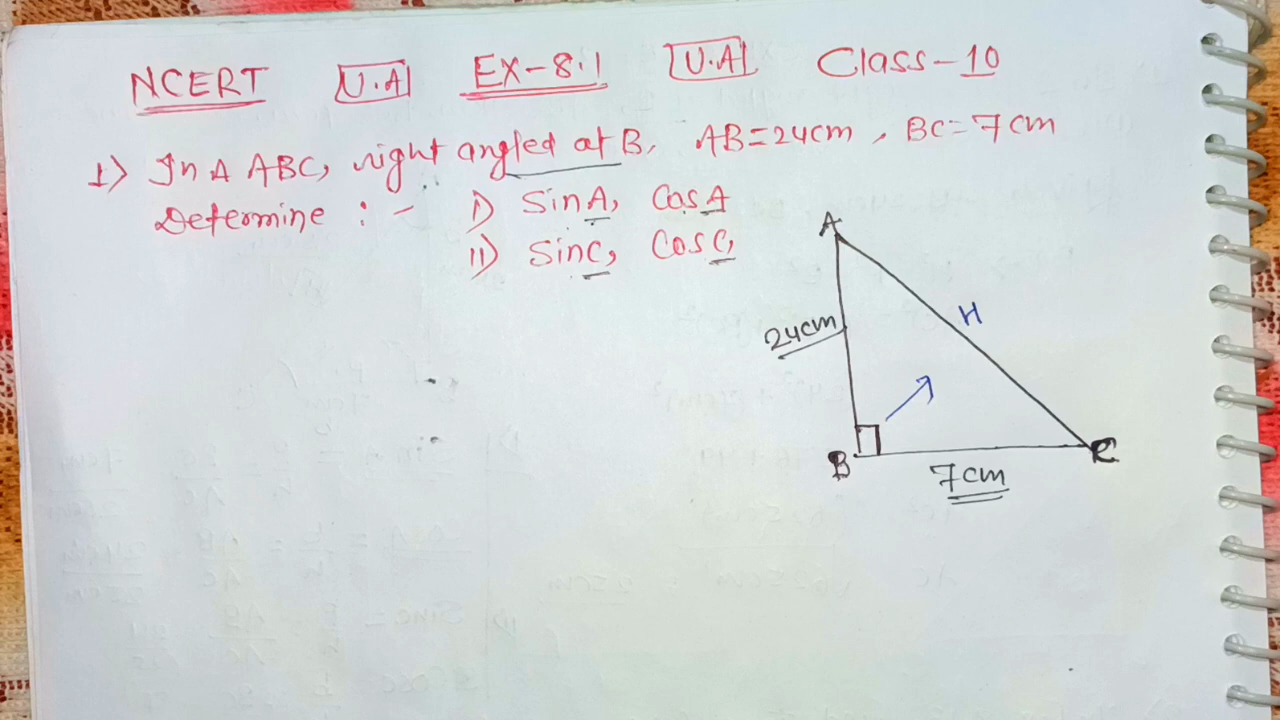 NCERT U.A EX-8.1 U.A Class-10
1) In Δ ABC, right angled at B, AB=24cm, BC=7cm
Determine :- i) SinA, CosA
ii) Sinc, Cosc,
A
H
24cm
B
C
7cm